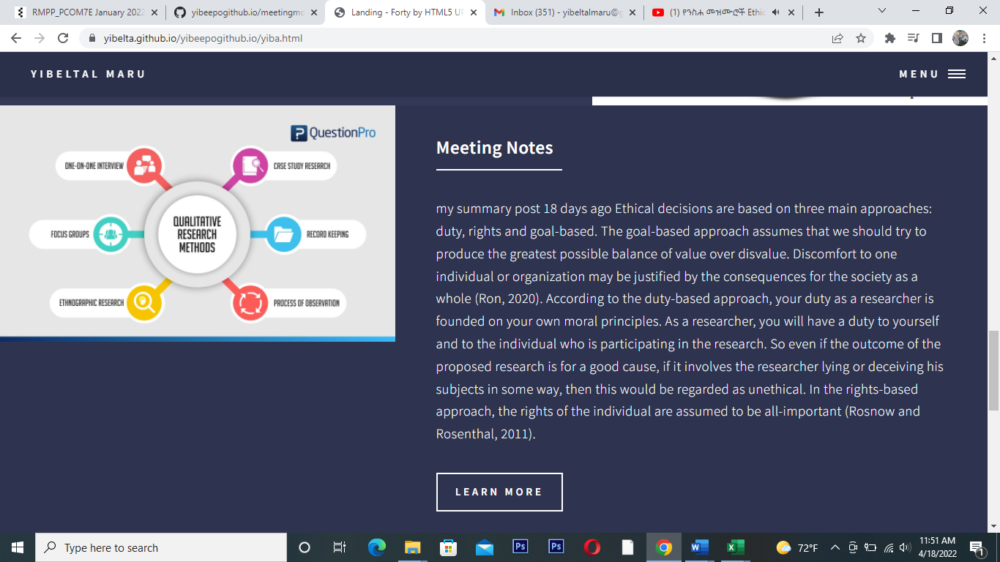 RMPP_PCOM7E January 2022
yibeepogithub.io/meetingmo
Landing - Forty by HTML5 UP
Inbox (351) - yibeltalmaru@g
(1) የንስሐ መዝሙሮች Ethio
yibelta.github.io/yibeepogithub.io/yiba.html
YIBELTAL MARU
MENU
QuestionPro
ONE-ON-ONE INTERVIEW
CASE STUDY RESEARCH
FOCUS GROUPS
QUALITATIVE
RESEARCH
METHODS
RECORD KEEPING
ETHNOGRAPHIC RESEARCH
PROCESS OF OBSERVATION
Meeting Notes
my summary post 18 days ago Ethical decisions are based on three main approaches:
duty, rights and goal-based. The goal-based approach assumes that we should try to
produce the greatest possible balance of value over disvalue. Discomfort to one
individual or organization may be justified by the consequences for the society as a
whole (Ron, 2020). According to the duty-based approach, your duty as a researcher is
founded on your own moral principles. As a researcher, you will have a duty to yourself
and to the individual who is participating in the research. So even if the outcome of the
proposed research is for a good cause, if it involves the researcher lying or deceiving his
subjects in some way, then this would be regarded as unethical. In the rights-based
approach, the rights of the individual are assumed to be all-important (Rosnow and
Rosenthal, 2011).
LEARN MORE
Type here to search
Ps
Ps
72°F
11:51 AM
4/18/2022
1